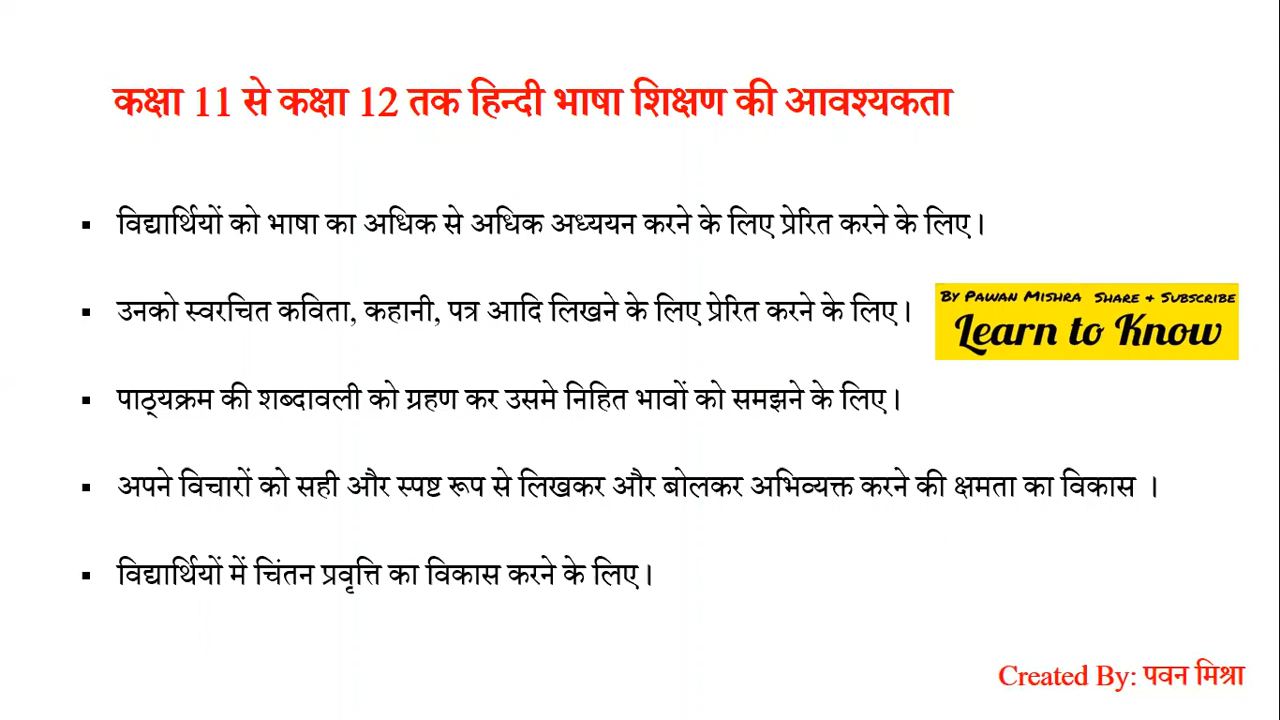 कक्षा 11 से कक्षा 12 तक हिन्दी भाषा शिक्षण की आवश्यकता
▪ विद्यार्थियों को भाषा का अधिक से अधिक अध्ययन करने के लिए प्रेरित करने के लिए।
▪ उनको स्वरचित कविता, कहानी, पत्र आदि लिखने के लिए प्रेरित करने के लिए।
By Pawan Mishra Share & Subscribe
Learn to Know
▪ पाठ्यक्रम की शब्दावली को ग्रहण कर उसमे निहित भावों को समझने के लिए।
▪ अपने विचारों को सही और स्पष्ट रूप से लिखकर और बोलकर अभिव्यक्त करने की क्षमता का विकास ।
▪ विद्यार्थियों में चिंतन प्रवृत्ति का विकास करने के लिए।
Created By: पवन मिश्रा